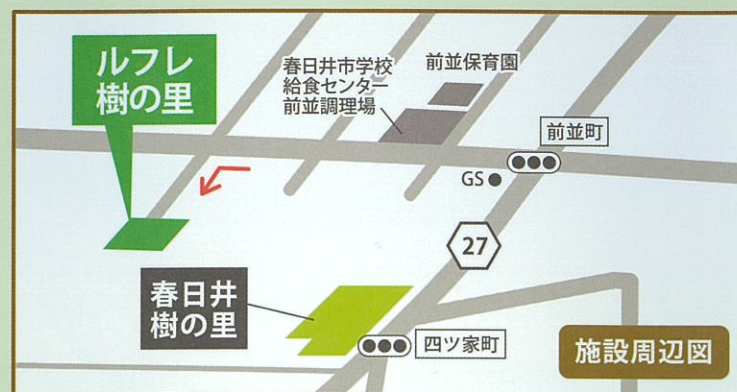 ルフレ
樹の里
春日井市学校
給食センター
前並調理場
前並保育園
前並町
GS
27
春日井
樹の里
四ツ家町
施設周辺図